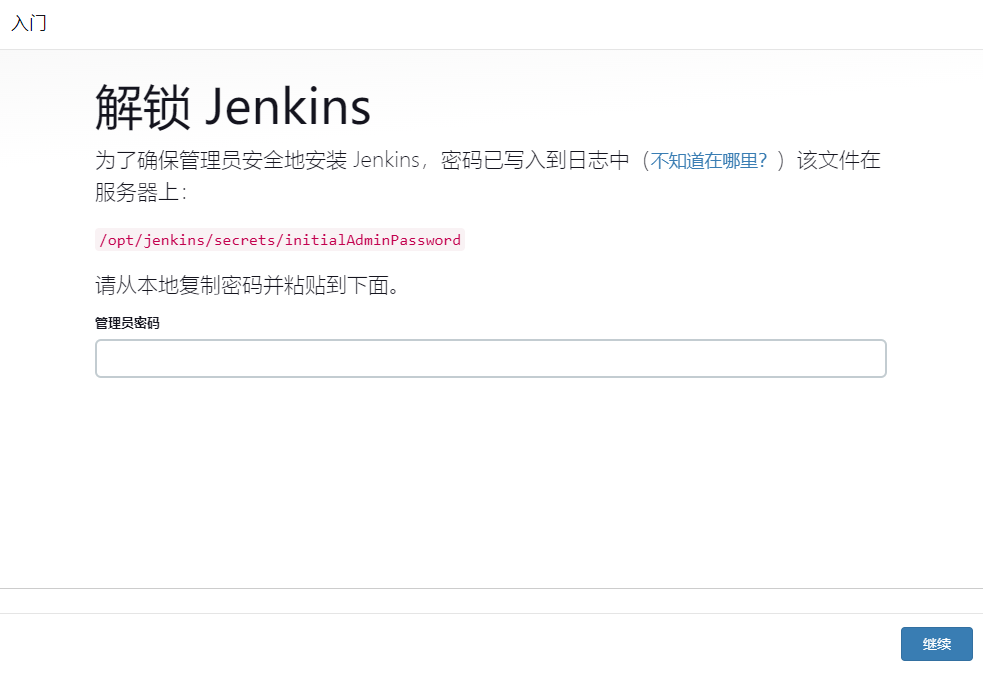 入门
解锁 Jenkins
为了确保管理员安全地安装 Jenkins，密码已写入到日志中（不知道在哪里？）该文件在
服务器上：
/opt/jenkins/secrets/initialAdminPassword
请从本地复制密码并粘贴到下面。
管理员密码
继续